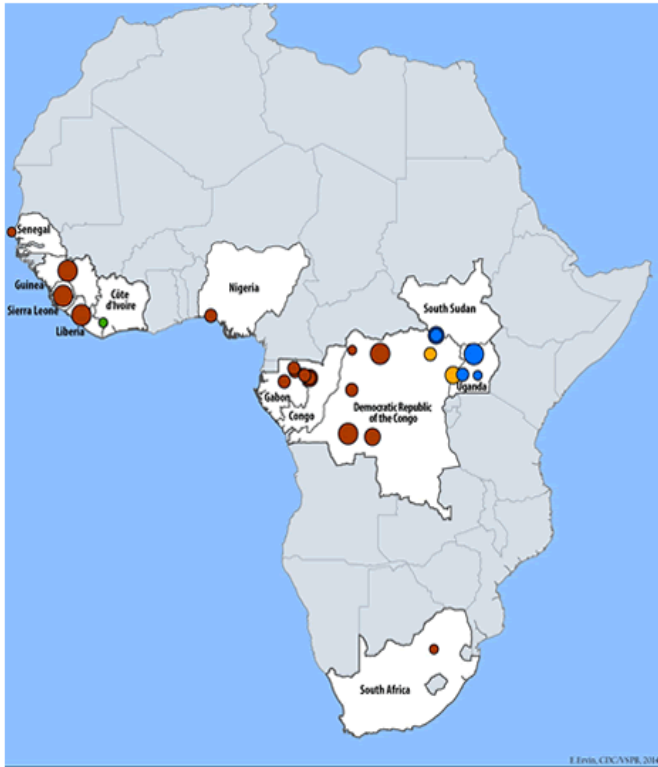 Senegal
Guinea
Sierra Leone
Côte
d'Ivoire
Liberia
Nigeria
South Sudan
Uganda
Gabon
Congo
Democratic Republic
of the Congo
South Africa
E.Ervin, CDC/VSPB, 2014